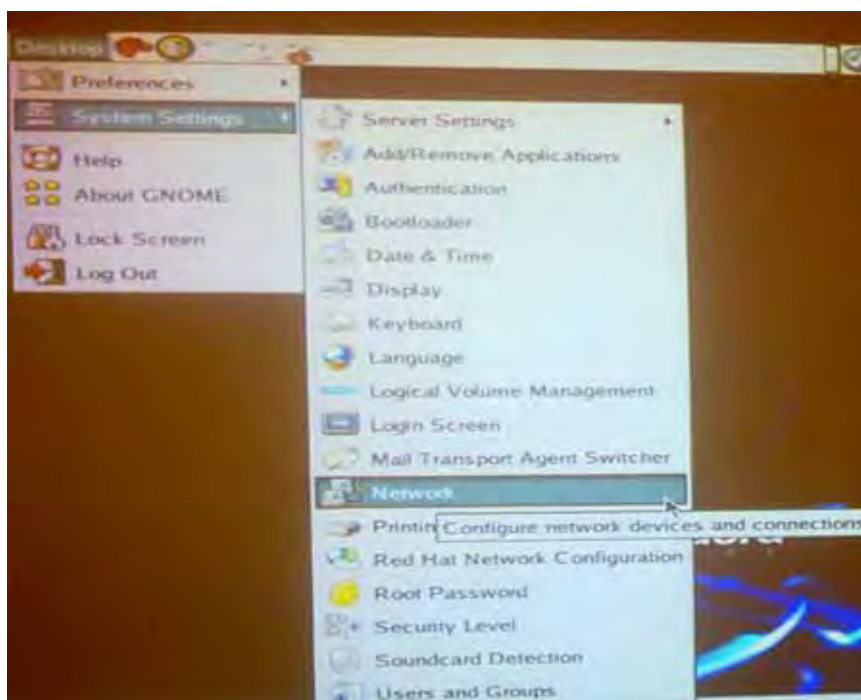 Desktop
Preferences
System Settings
Help
About GNOME
Lock Screen
Log Out
Server Settings
Add/Remove Applications
Authentication
Bootloader
Date & Time
Display
Keyboard
Language
Logical Volume Management
Login Screen
Mail Transport Agent Switcher
Network
Printin
Configure network devices and connections
Red Hat Network Configuration
Root Password
Security Level
Soundcard Detection
Users and Groups